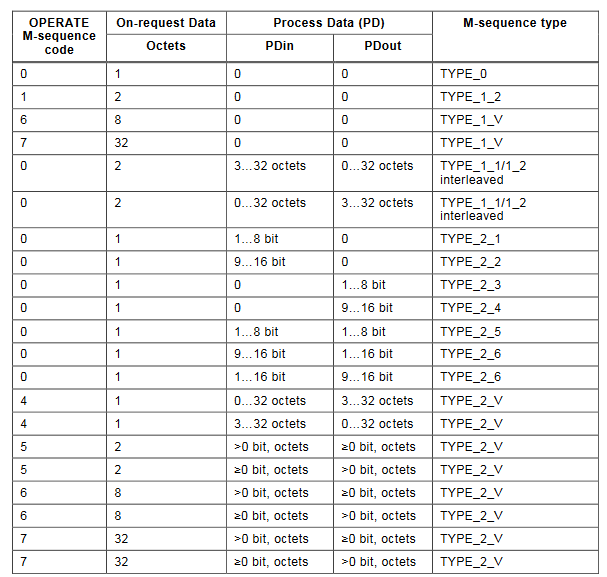 OPERATE M-sequence code | On-request Data | Process Data (PD) | M-sequence type
Octets | PDin | PDout
0 | 1 | 0 | 0 | TYPE_0
1 | 2 | 0 | 0 | TYPE_1_2
6 | 8 | 0 | 0 | TYPE_1_V
7 | 32 | 0 | 0 | TYPE_1_V
0 | 2 | 3…32 octets | 0…32 octets | TYPE_1_1/1_2 interleaved
0 | 2 | 0…32 octets | 3…32 octets | TYPE_1_1/1_2 interleaved
0 | 1 | 1…8 bit | 0 | TYPE_2_1
0 | 1 | 9…16 bit | 0 | TYPE_2_2
0 | 1 | 0 | 1…8 bit | TYPE_2_3
0 | 1 | 0 | 9…16 bit | TYPE_2_4
0 | 1 | 1…8 bit | 1…8 bit | TYPE_2_5
0 | 1 | 9…16 bit | 1…16 bit | TYPE_2_6
0 | 1 | 1…16 bit | 9…16 bit | TYPE_2_6
4 | 1 | 0…32 octets | 3…32 octets | TYPE_2_V
4 | 1 | 3…32 octets | 0…32 octets | TYPE_2_V
5 | 2 | >0 bit, octets | ≥0 bit, octets | TYPE_2_V
5 | 2 | ≥0 bit, octets | >0 bit, octets | TYPE_2_V
6 | 8 | >0 bit, octets | ≥0 bit, octets | TYPE_2_V
6 | 8 | ≥0 bit, octets | >0 bit, octets | TYPE_2_V
7 | 32 | >0 bit, octets | ≥0 bit, octets | TYPE_2_V
7 | 32 | ≥0 bit, octets | >0 bit, octets | TYPE_2_V